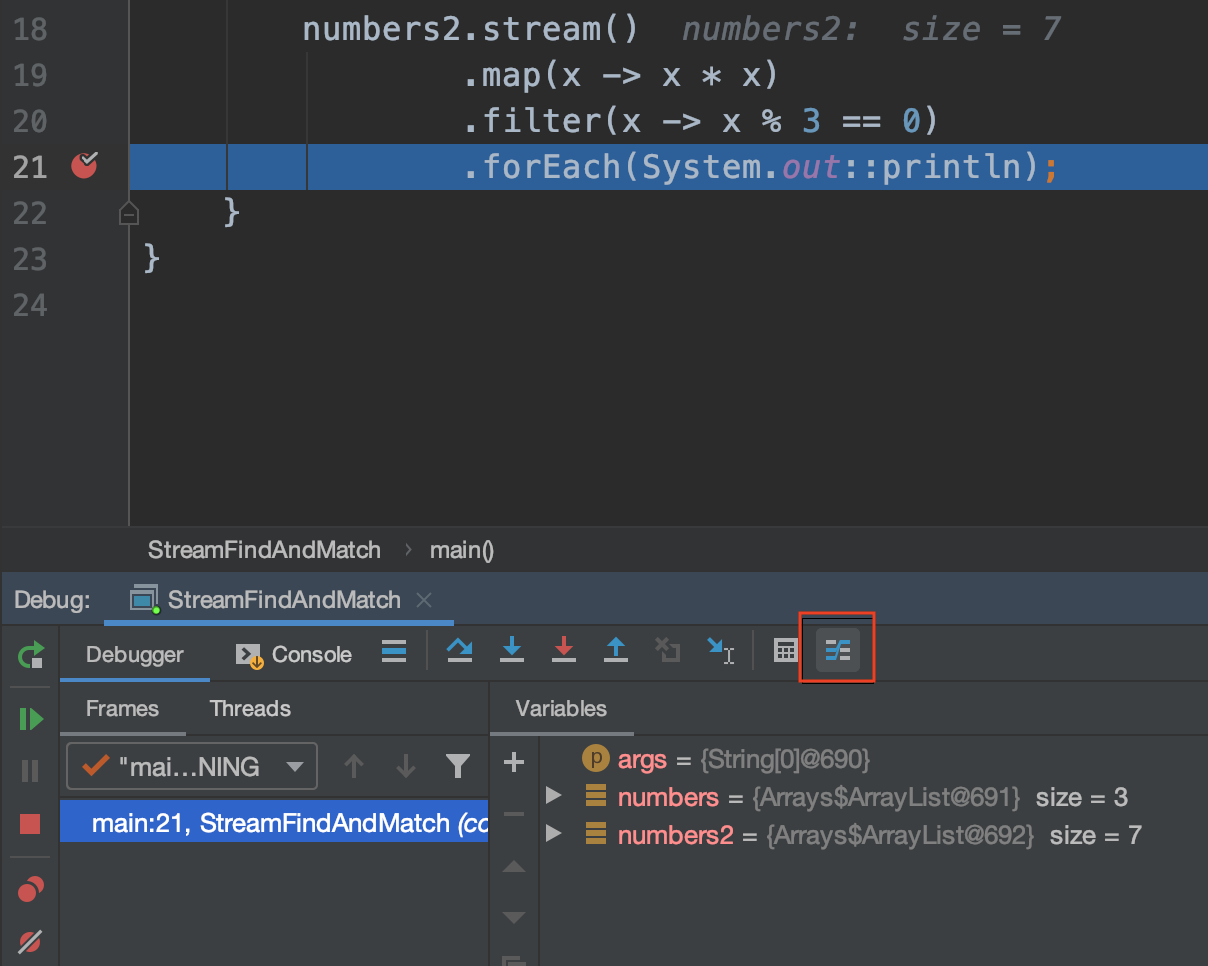 18 numbers2.stream() numbers2: size = 7
19 .map(x -> x * x)
20 .filter(x -> x % 3 == 0)
21 .forEach(System.out::println);
22 }
23 }
24
StreamFindAndMatch › main()
Debug: StreamFindAndMatch ×
Debugger Console
Frames Threads Variables
"mai…NING
p args = {String[0]@690}
numbers = {Arrays$ArrayList@691} size = 3
main:21, StreamFindAndMatch (co
numbers2 = {Arrays$ArrayList@692} size = 7